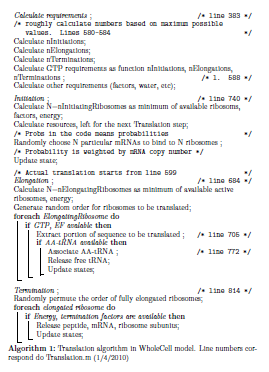 Calculate requirements ; /* line 383 */
/* roughly calculate numbers based on maximum possible
values. Lines 580-584 */
Calculate nInitiations;
Calculate nElongations;
Calculate nTerminations;
Calculate GTP requirements as function nInitiations, nElongations,
nTerminations ; /* l. 588 */
Calculate other requirements (factors, water, etc);
Initiation ; /* line 740 */
Calculate N=nInitiatingRibosomes as minimum of available ribosom,
factors, energy;
Calculate resources, left for the next Translation step;
/* Probs in the code means probabilities */
Randomly choose N particular mRNAs to bind to N ribosomes ;
/* Probability is weighted by mRNA copy number */
Update state;
/* Actual translation starts from line 599 */
Elongation ; /* line 684 */
Calculate N=nElongatingRibosomes as minimum of available active
ribosomes, energy;
Generate random order for ribosomes to be translated;
foreach ElongatingRibosome do
if GTP, EF available then
Extract portion of sequence to be translated ; /* line 705 */
if AA-tRNA available then
Associate AA-tRNA ; /* line 772 */
Release free tRNA;
Update states;
Termination ; /* line 814 */
Randomly permute the order of fully elongated ribosomes;
foreach elongated ribosome do
if Energy, termination factors are available then
Release peptide, mRNA, ribosome subunits;
Update states;
Algorithm 1: Translation algorithm in WholeCell model. Line numbers cor-
respond do Translation.m (1/4/2010)